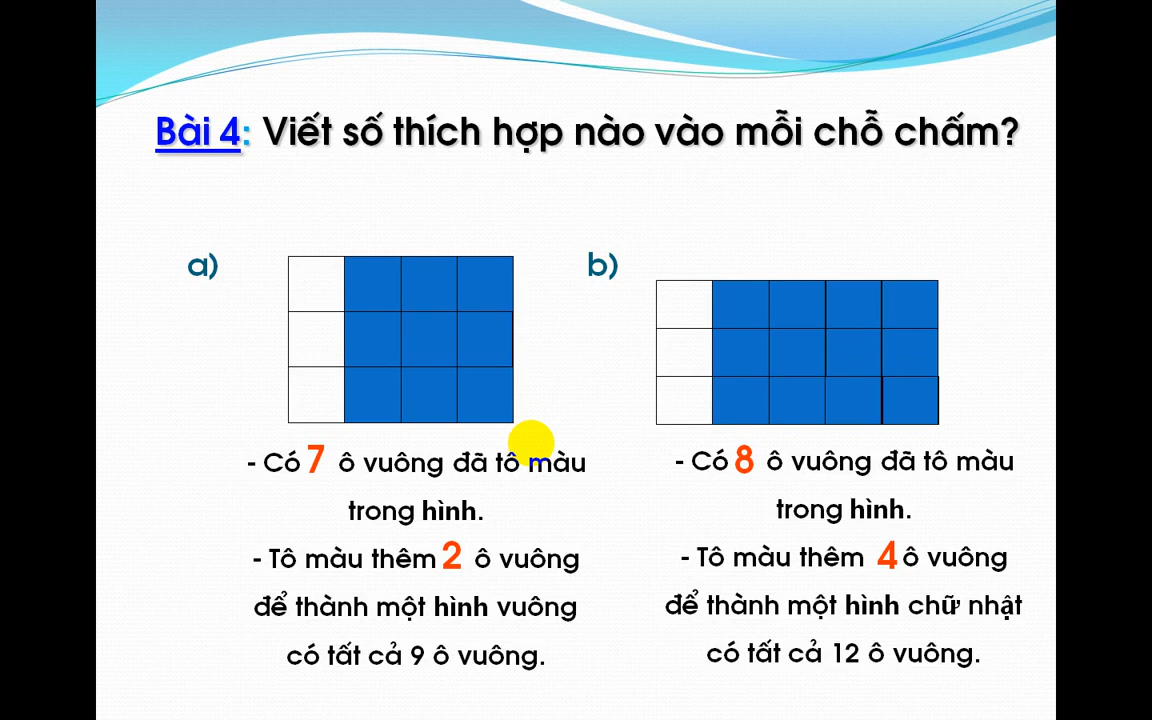 Bài 4: Viết số thích hợp nào vào mỗi chỗ chấm?
a)
- Có 7 ô vuông đã tô màu
trong hình.
- Tô màu thêm 2 ô vuông
để thành một hình vuông
có tất cả 9 ô vuông.
b)
- Có 8 ô vuông đã tô màu
trong hình.
- Tô màu thêm 4 ô vuông
để thành một hình chữ nhật
có tất cả 12 ô vuông.